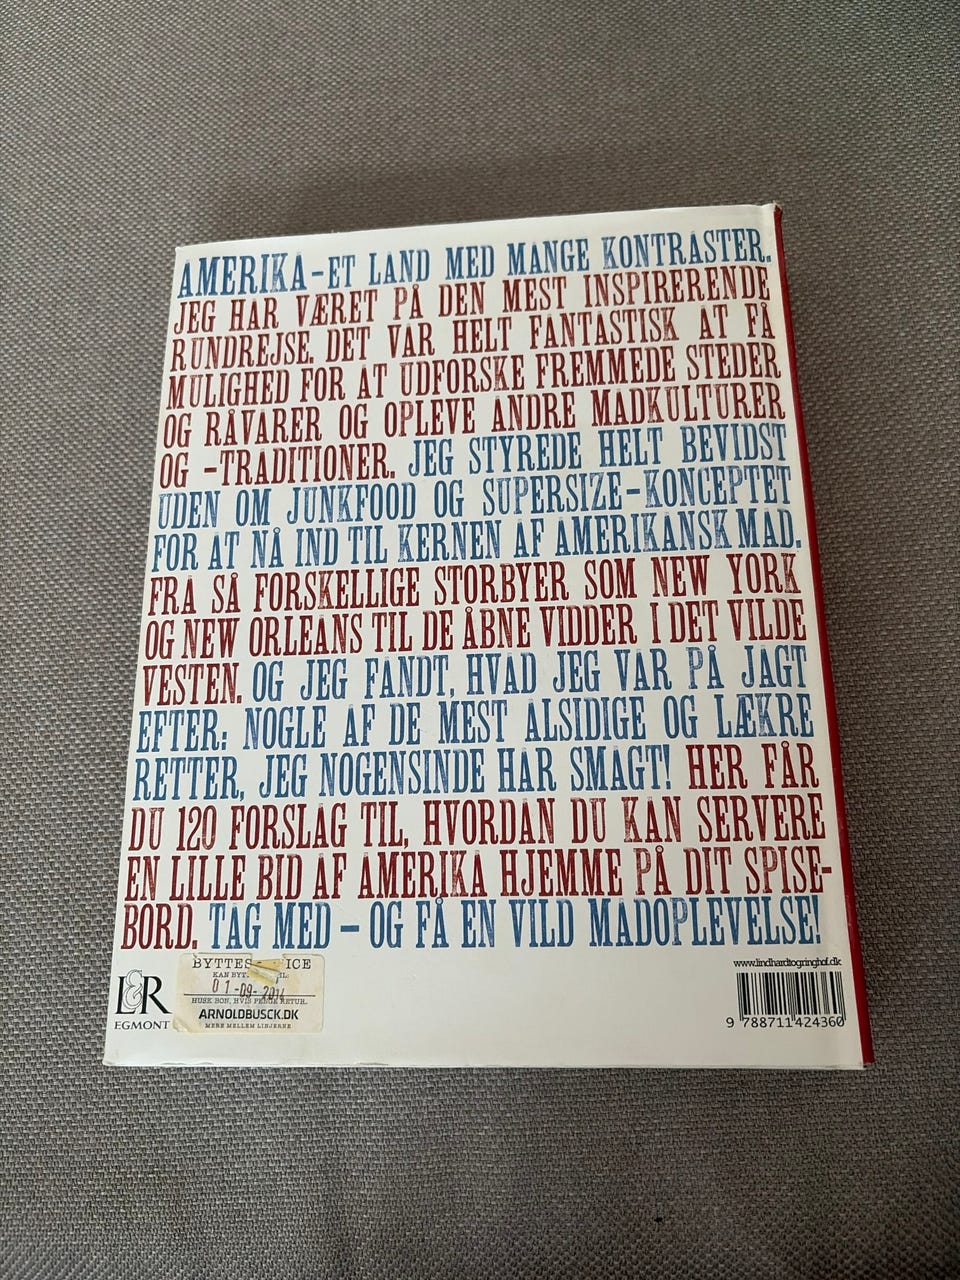 AMERIKA - ET LAND MED MANGE KONTRASTER.
JEG HAR VÆRET PÅ DEN MEST INSPIRERENDE
RUNDREJSE. DET VAR HELT FANTASTISK AT FÅ
MULIGHED FOR AT UDFORSKE FREMMEDE STEDER
OG RÅVARER OG OPLEVE ANDRE MADKULTURER
OG -TRADITIONER. JEG STYREDE HELT BEVIDST
UDEN OM JUNKFOOD OG SUPERSIZE-KONCEPTET
FOR AT NÅ IND TIL KERNEN AF AMERIKANSK MAD.
FRA SÅ FORSKELLIGE STORBYER SOM NEW YORK
OG NEW ORLEANS TIL DE ÅBNE VIDDER I DET VILDE
VESTEN. OG JEG FANDT, HVAD JEG VAR PÅ JAGT
EFTER: NOGLE AF DE MEST ALSIDIGE OG LÆKRE
RETTER, JEG NOGENSINDE HAR SMAGT! HER FÅR
DU 120 FORSLAG TIL, HVORDAN DU KAN SERVERE
EN LILLE BID AF AMERIKA HJEMME PÅ DIT SPISE-
BORD. TAG MED - OG FÅ EN VILD MADOPLEVELSE!
L&R
EGMONT
KAN
01-09-
HUSK BON, HVIS PENGE RETUR.
ARNOLDBUSCK.DK
MERE MELLEM LINJERNE
www.lindhardtogringhof.dk
9 788711 424360